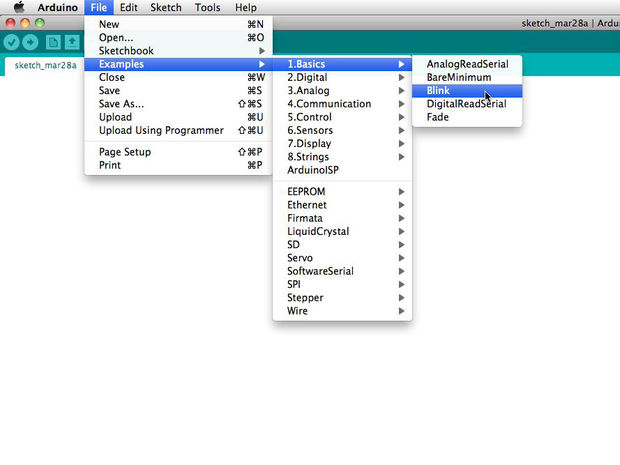 Arduino File Edit Sketch Tools Help
sketch_mar28a | Ardu
sketch_mar28a
New ⌘N
Open... ⌘O
Sketchbook
Examples
Close ⌘W
Save ⌘S
Save As... ⇧⌘S
Upload ⌘U
Upload Using Programmer ⇧⌘U
Page Setup ⇧⌘P
Print ⌘P
1.Basics
2.Digital
3.Analog
4.Communication
5.Control
6.Sensors
7.Display
8.Strings
ArduinoISP
EEPROM
Ethernet
Firmata
LiquidCrystal
SD
Servo
SoftwareSerial
SPI
Stepper
Wire
AnalogReadSerial
BareMinimum
Blink
DigitalReadSerial
Fade